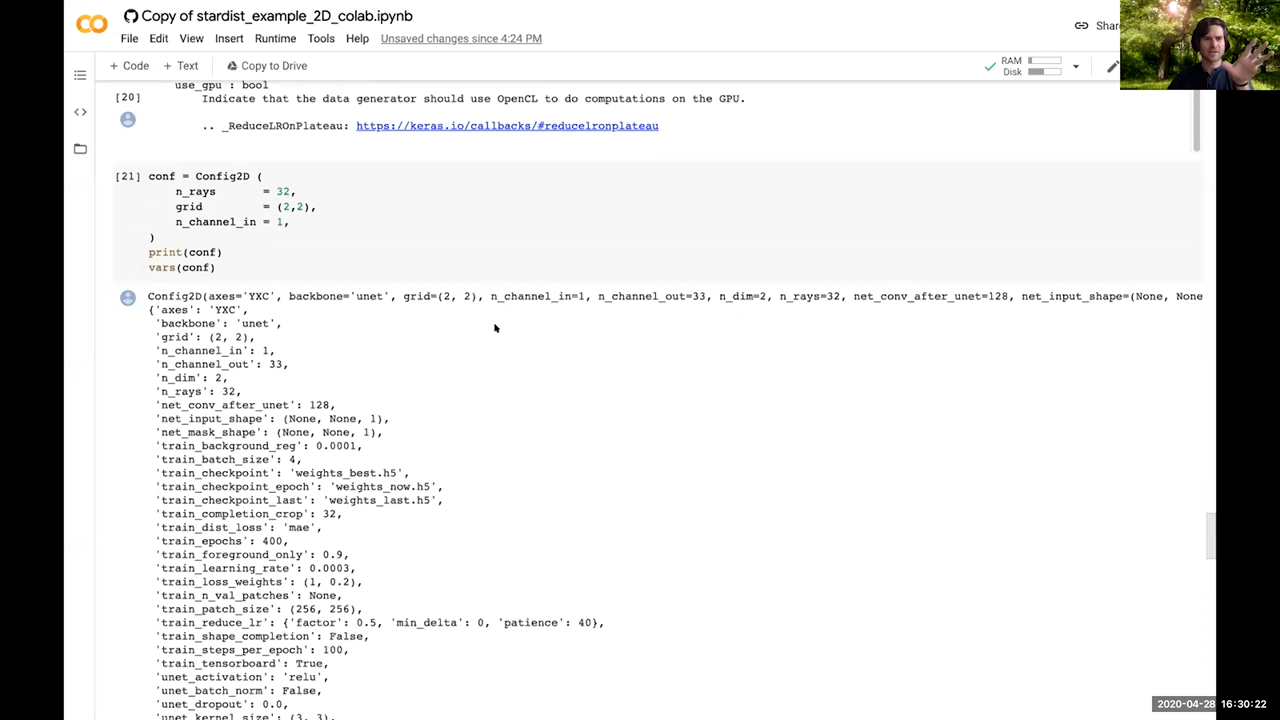 Copy of stardist_example_2D_colab.ipynb
File Edit View Insert Runtime Tools Help Unsaved changes since 4:24 PM
+ Code + Text Copy to Drive
RAM
Disk
use_gpu : bool
[20] Indicate that the data generator should use OpenCL to do computations on the GPU.
.. _ReduceLROnPlateau: https://keras.io/callbacks/#reducelronplateau
[21] conf = Config2D (
n_rays = 32,
grid = (2,2),
n_channel_in = 1,
)
print(conf)
vars(conf)
Config2D(axes='YXC', backbone='unet', grid=(2, 2), n_channel_in=1, n_channel_out=33, n_dim=2, n_rays=32, net_conv_after_unet=128, net_input_shape=(None, None
{'axes': 'YXC',
'backbone': 'unet',
'grid': (2, 2),
'n_channel_in': 1,
'n_channel_out': 33,
'n_dim': 2,
'n_rays': 32,
'net_conv_after_unet': 128,
'net_input_shape': (None, None, 1),
'net_mask_shape': (None, None, 1),
'train_background_reg': 0.0001,
'train_batch_size': 4,
'train_checkpoint': 'weights_best.h5',
'train_checkpoint_epoch': 'weights_now.h5',
'train_checkpoint_last': 'weights_last.h5',
'train_completion_crop': 32,
'train_dist_loss': 'mae',
'train_epochs': 400,
'train_foreground_only': 0.9,
'train_learning_rate': 0.0003,
'train_loss_weights': (1, 0.2),
'train_n_val_patches': None,
'train_patch_size': (256, 256),
'train_reduce_lr': {'factor': 0.5, 'min_delta': 0, 'patience': 40},
'train_shape_completion': False,
'train_steps_per_epoch': 100,
'train_tensorboard': True,
'unet_activation': 'relu',
'unet_batch_norm': False,
'unet_dropout': 0.0,
'unet_kernel_size': (3, 3),
2020-04-28 16:30:22